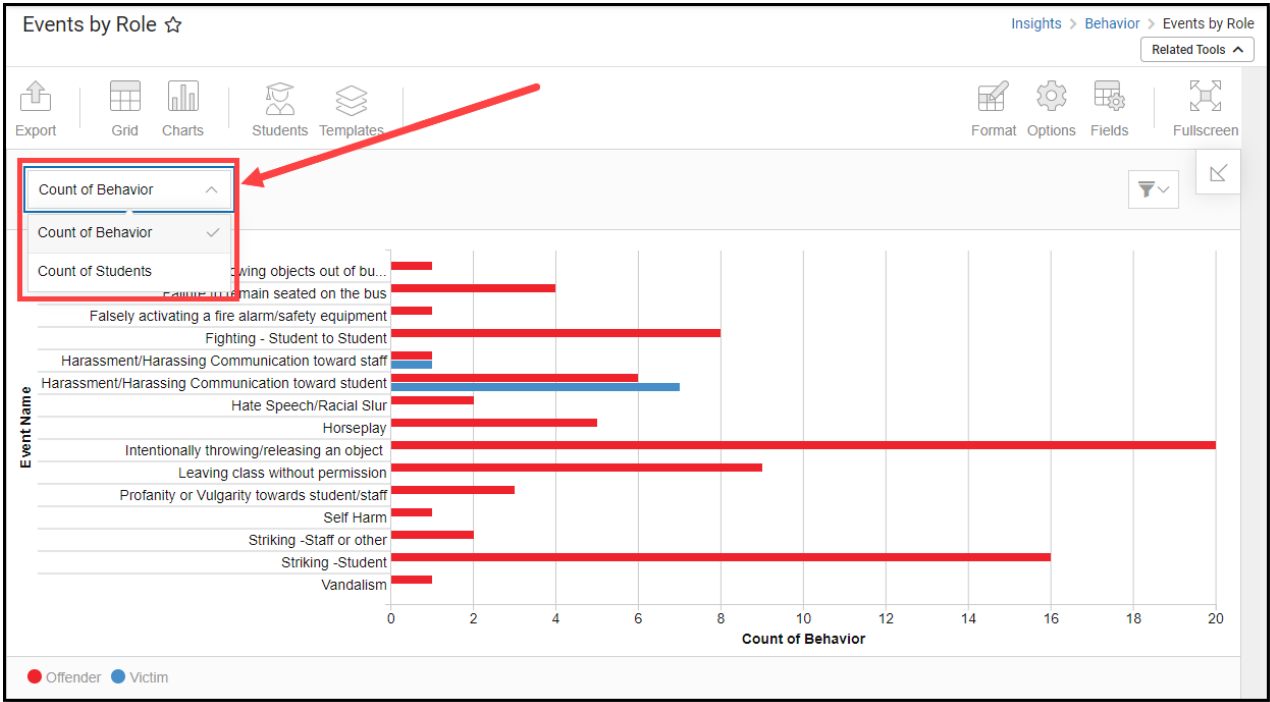 Events by Role
Insights > Behavior > Events by Role
Related Tools
Export Grid Charts Students Templates Format Options Fields Fullscreen
Count of Behavior
Count of Behavior
Count of Students
objects out of bu...
remain seated on the bus
Falsely activating a fire alarm/safety equipment
Fighting - Student to Student
Harassment/Harassing Communication toward staff
Harassment/Harassing Communication toward student
Hate Speech/Racial Slur
Horseplay
Intentionally throwing/releasing an object
Leaving class without permission
Profanity or Vulgarity towards student/staff
Self Harm
Striking -Staff or other
Striking -Student
Vandalism
Event Name
0 2 4 6 8 10 12 14 16 18 20
Count of Behavior
Offender Victim